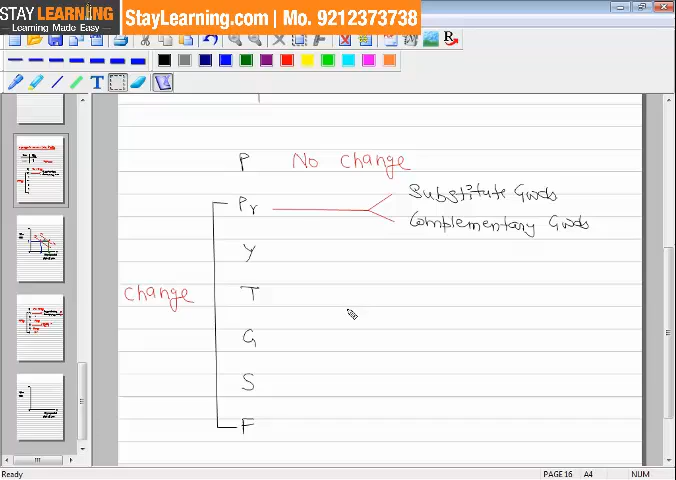 STAY LEARNING
Learning Made Easy
StayLearning.com | Mo. 9212373738
P No change
Pr Substitute Goods
Complementary Goods
Y
change T
G
S
F
Ready PAGE 16 A4 NUM